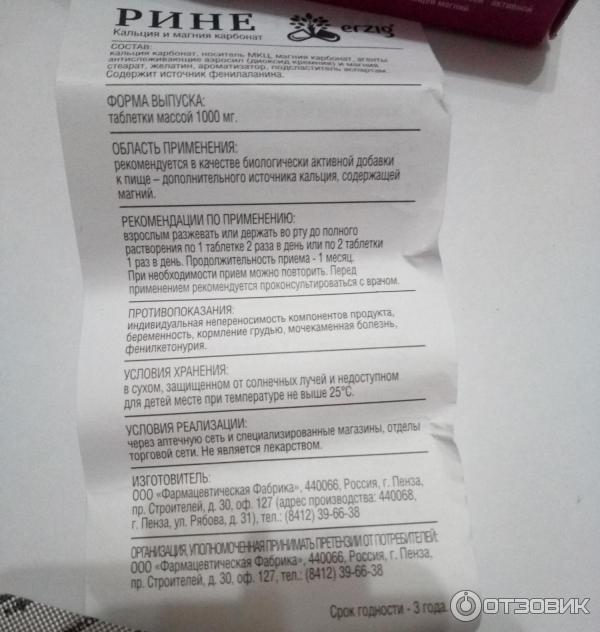 активной
щей магний.
РИНЕ
erzig
Кальция и магния карбонат
СОСТАВ:
кальция карбонат, носитель МКЦ, магния карбонат, агенты
антислеживающие аэросил (диоксид кремния) и магния
стеарат, желатин, ароматизатор, подсластитель аспартам.
Содержит источник фенилаланина.
ФОРМА ВЫПУСКА:
таблетки массой 1000 мг.
ОБЛАСТЬ ПРИМЕНЕНИЯ:
рекомендуется в качестве биологически активной добавки
к пище – дополнительного источника кальция, содержащей
магний.
РЕКОМЕНДАЦИИ ПО ПРИМЕНЕНИЮ:
взрослым разжевать или держать во рту до полного
растворения по 1 таблетке 2 раза в день или по 2 таблетки
1 раз в день. Продолжительность приема - 1 месяц.
При необходимости прием можно повторить. Перед
применением рекомендуется проконсультироваться с врачом.
ПРОТИВОПОКАЗАНИЯ:
индивидуальная непереносимость компонентов продукта,
беременность, кормление грудью, мочекаменная болезнь,
фенилкетонурия.
УСЛОВИЯ ХРАНЕНИЯ:
в сухом, защищенном от солнечных лучей и недоступном
для детей месте при температуре не выше 25°С.
УСЛОВИЯ РЕАЛИЗАЦИИ:
через аптечную сеть и специализированные магазины, отделы
торговой сети. Не является лекарством.
ИЗГОТОВИТЕЛЬ:
ООО «Фармацевтическая Фабрика», 440066, Россия, г. Пенза,
пр. Строителей, д. 30, оф. 127 (адрес производства: 440068,
г. Пенза, ул. Рябова, д. 31), тел.: (8412) 39-66-38
ОРГАНИЗАЦИЯ, УПОЛНОМОЧЕННАЯ ПРИНИМАТЬ ПРЕТЕНЗИИ ОТ ПОТРЕБИТЕЛЕЙ:
ООО «Фармацевтическая Фабрика», 440066, Россия, г. Пенза,
пр. Строителей, д. 30, оф. 127, тел.: (8412) 39-66-38
Срок годности - 3 года.
ОТЗОВИК